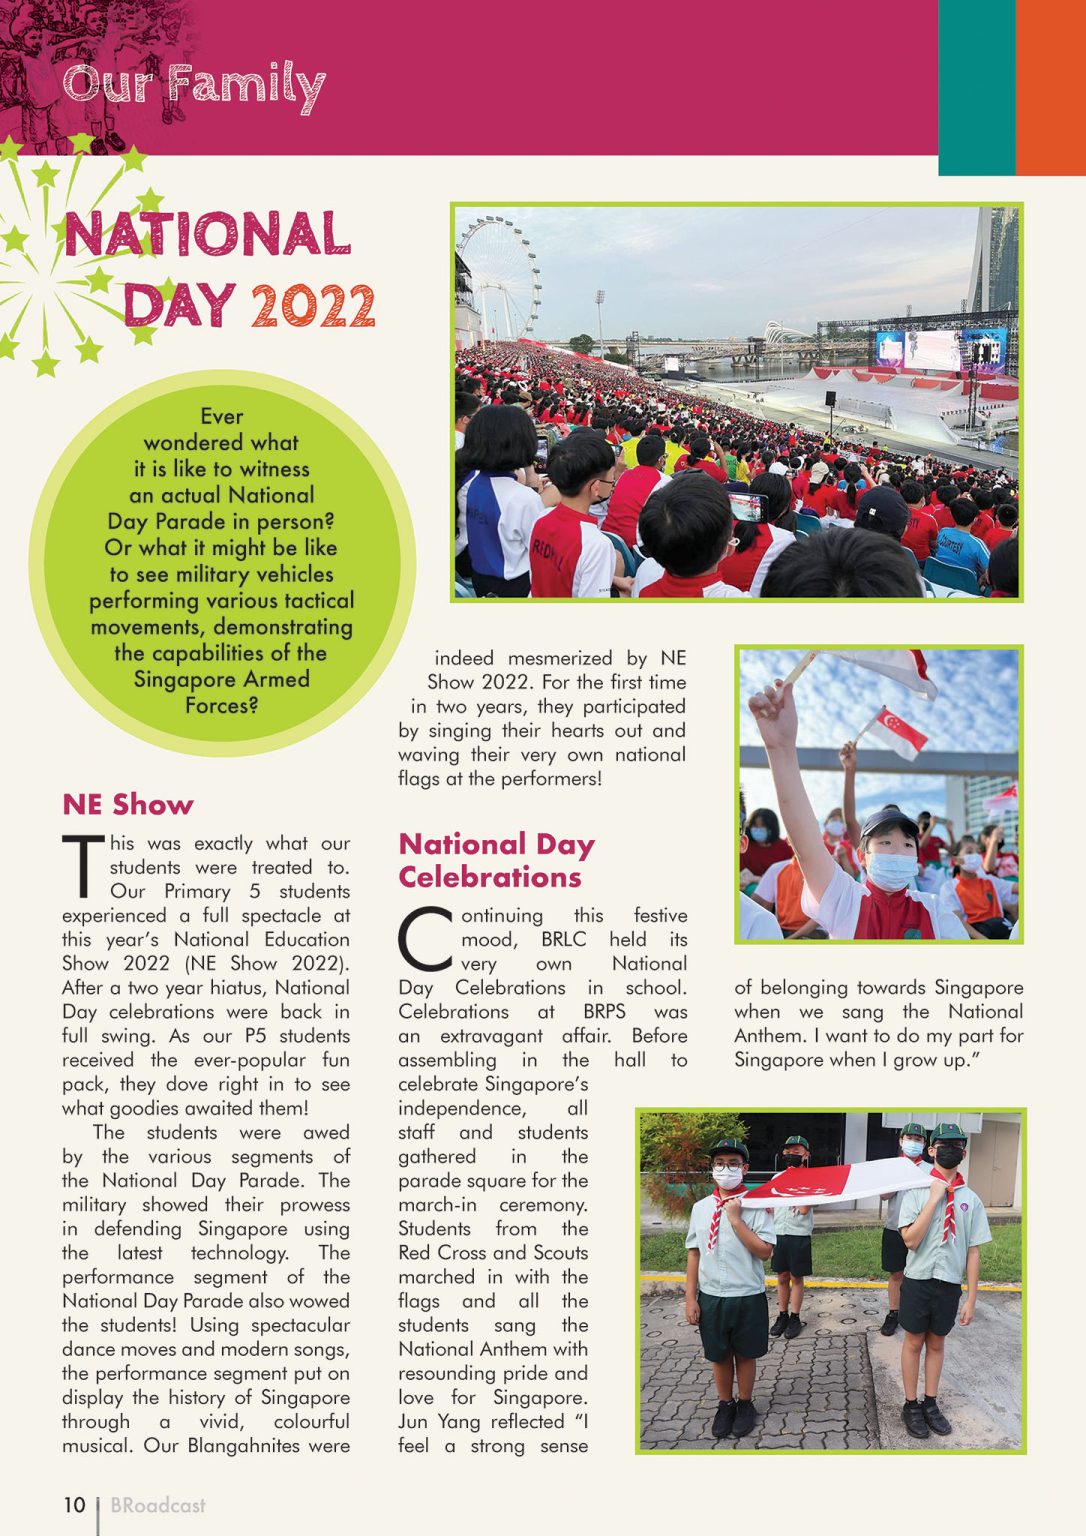 Our Family
NATIONAL
DAY 2022
Ever
wondered what
it is like to witness
an actual National
Day Parade in person?
Or what it might be like
to see military vehicles
performing various tactical
movements, demonstrating
the capabilities of the
Singapore Armed
Forces?
NE Show
This was exactly what our
students were treated to.
Our Primary 5 students
experienced a full spectacle at
this year's National Education
Show 2022 (NE Show 2022).
After a two year hiatus, National
Day celebrations were back in
full swing. As our P5 students
received the ever-popular fun
pack, they dove right in to see
what goodies awaited them!
The students were awed
by the various segments of
the National Day Parade. The
military showed their prowess
in defending Singapore using
the latest technology. The
performance segment of the
National Day Parade also wowed
the students! Using spectacular
dance moves and modern songs,
the performance segment put on
display the history of Singapore
through a vivid, colourful
musical. Our Blangahnites were
indeed mesmerized by NE
Show 2022. For the first time
in two years, they participated
by singing their hearts out and
waving their very own national
flags at the performers!
National Day
Celebrations
Continuing this festive
mood, BRLC held its
very own National
Day Celebrations in school.
Celebrations at BRPS was
an extravagant affair. Before
assembling in the hall to
celebrate Singapore's
independence, all
staff and students
gathered in the
parade square for the
march-in ceremony.
Students from the
Red Cross and Scouts
marched in with the
flags and all the
students sang the
National Anthem with
resounding pride and
love for Singapore.
Jun Yang reflected “I
feel a strong sense
of belonging towards Singapore
when we sang the National
Anthem. I want to do my part for
Singapore when I grow up.”
REDHILL
COURTESY
10 | BRoadcast